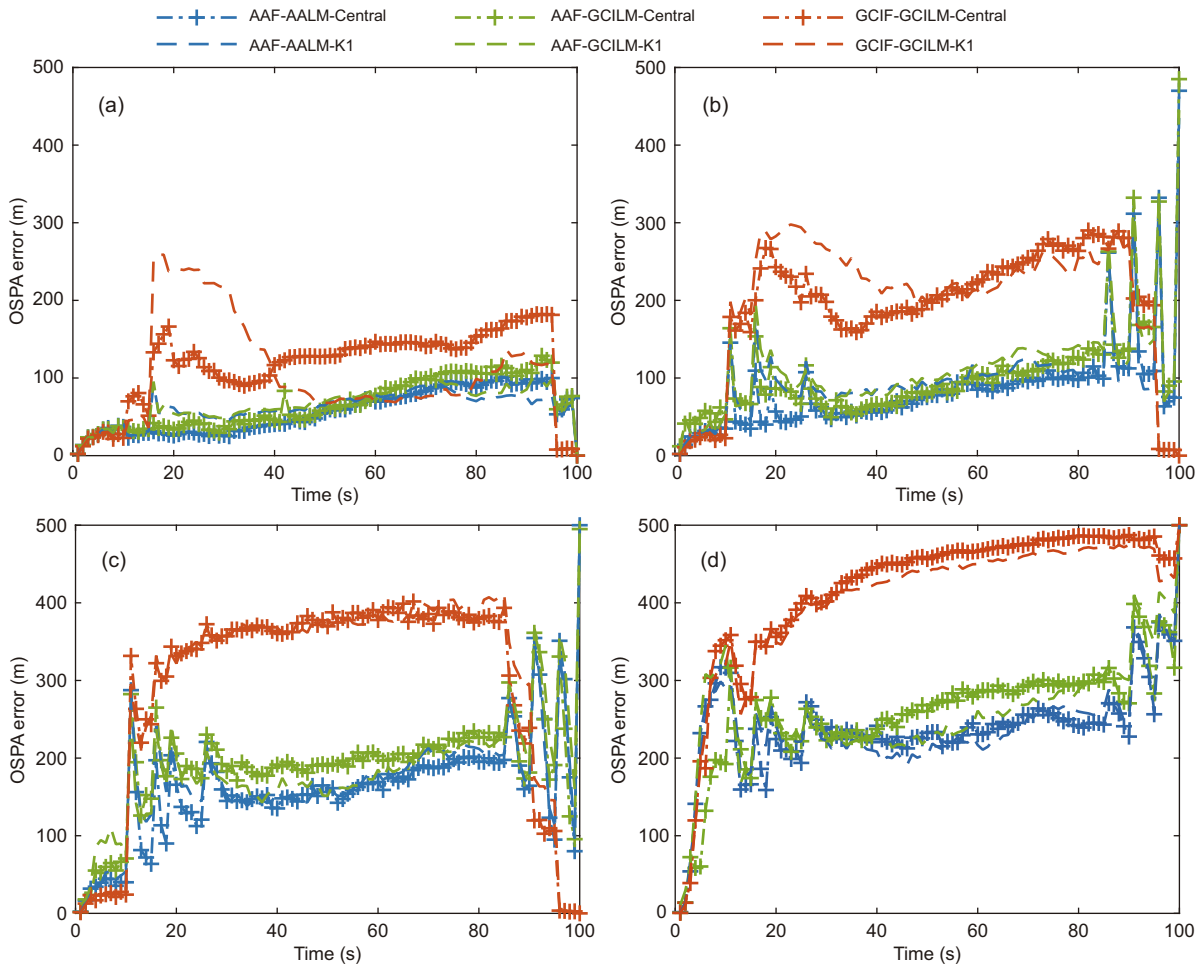 AAF-AALM-Central AAF-GCILM-Central GCIF-GCILM-Central
AAF-AALM-K1 AAF-GCILM-K1 GCIF-GCILM-K1
(a)
OSPA error (m)
500
400
300
200
100
0
0 20 40 60 80 100
Time (s)
(b)
OSPA error (m)
500
400
300
200
100
0
0 20 40 60 80 100
Time (s)
(c)
OSPA error (m)
500
400
300
200
100
0
0 20 40 60 80 100
Time (s)
(d)
OSPA error (m)
500
400
300
200
100
0
0 20 40 60 80 100
Time (s)